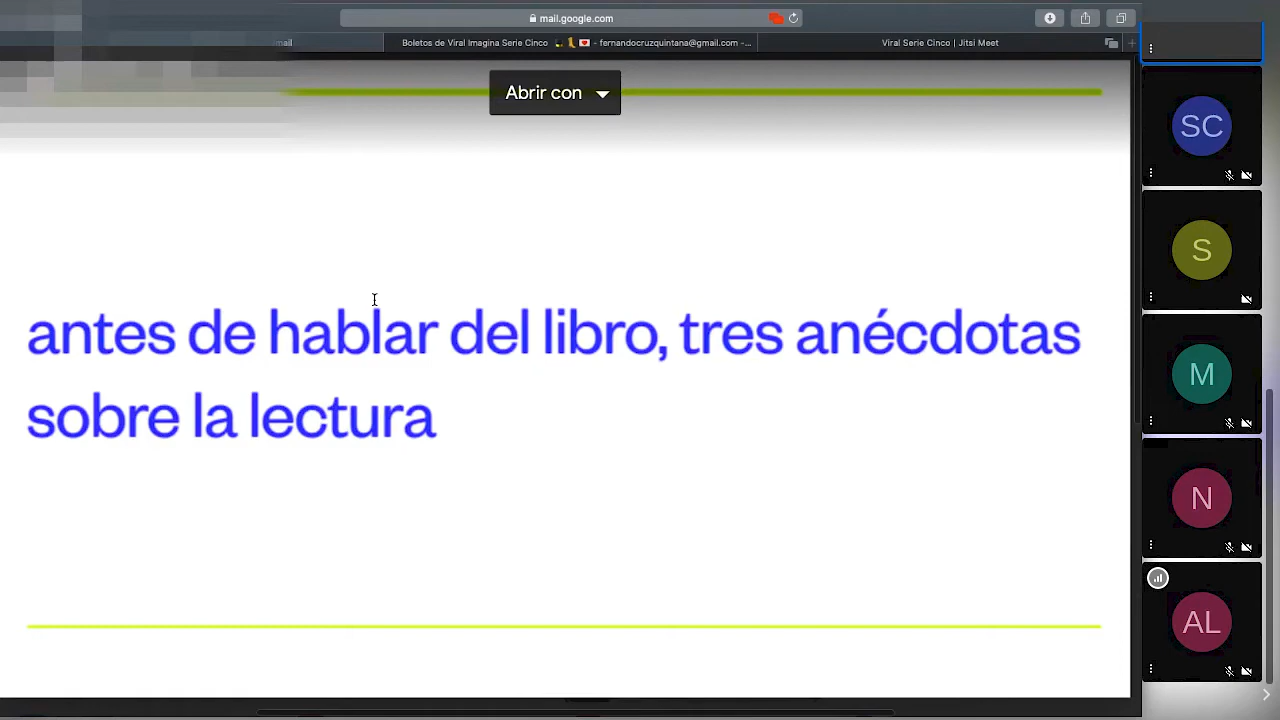 mail.google.com
mail
Boletos de Viral Imagina Serie Cinco - fernandocruzquintana@gmail.com -...
Viral Serie Cinco | Jitsi Meet
Abrir con
antes de hablar del libro, tres anécdotas
sobre la lectura
SC
S
M
N
AL